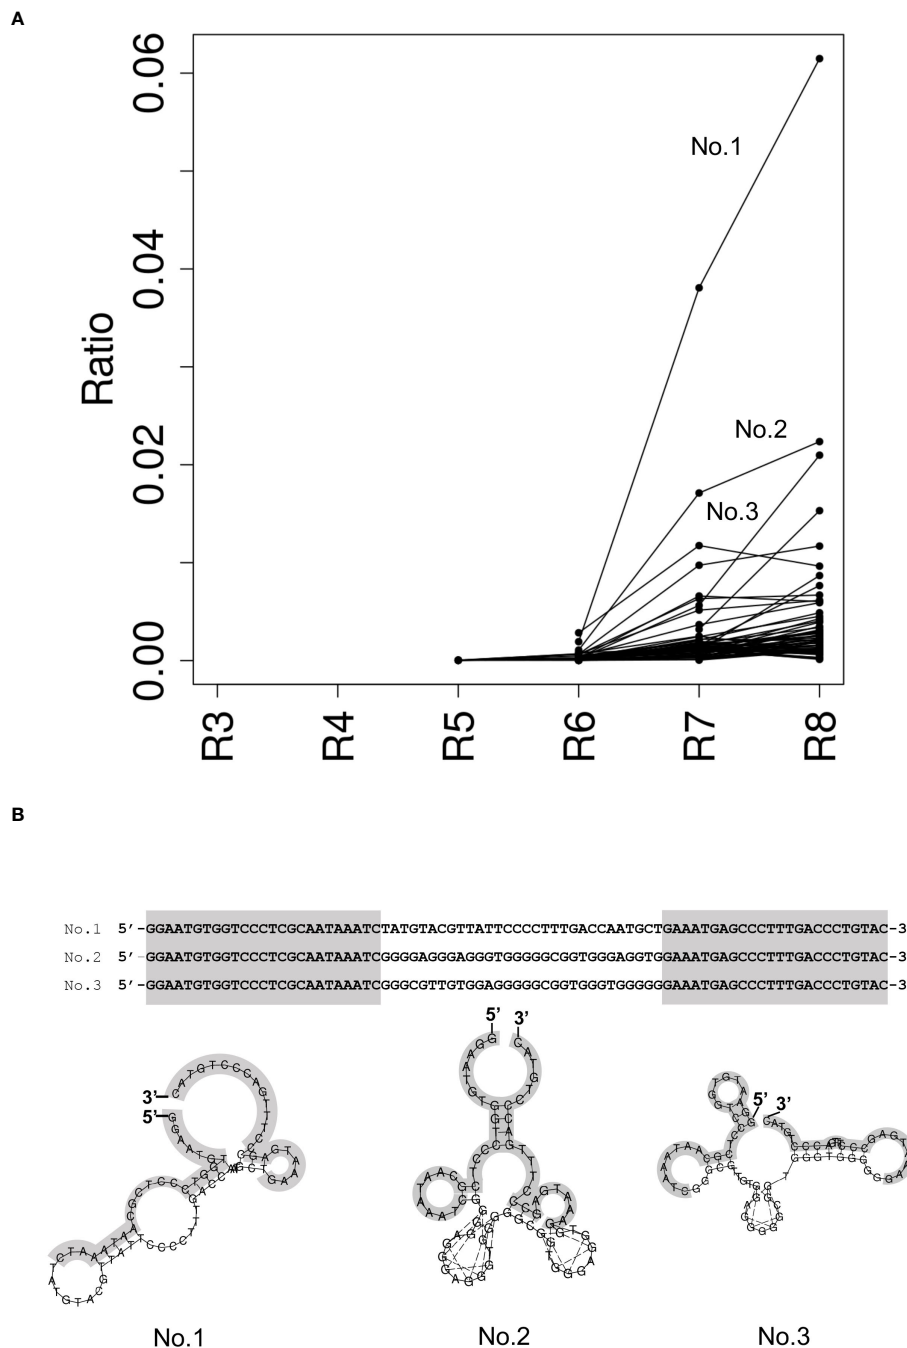 A
Ratio
0.06
0.04
0.02
0.00
No.1
No.2
No.3
R3 R4 R5 R6 R7 R8
B
No.1 5’-GGAATGTGGTCCCTCGCAATAAATCTATGTACGTTATTCCCCTTTGACCAATGCTGAAATGAGCCCTTTGACCCTGTAC-3
No.2 5’-GGAATGTGGTCCCTCGCAATAAATCGGGGAGGGAGGGTGGGGGCGGTGGGAGGTGGAAATGAGCCCTTTGACCCTGTAC-3
No.3 5’-GGAATGTGGTCCCTCGCAATAAATCGGGCGTTGTGGAGGGGGCGGTGGGTGGGGGGAAATGAGCCCTTTGACCCTGTAC-3
5’ 3’
3’
5’
5’ 3’
No.1 No.2 No.3